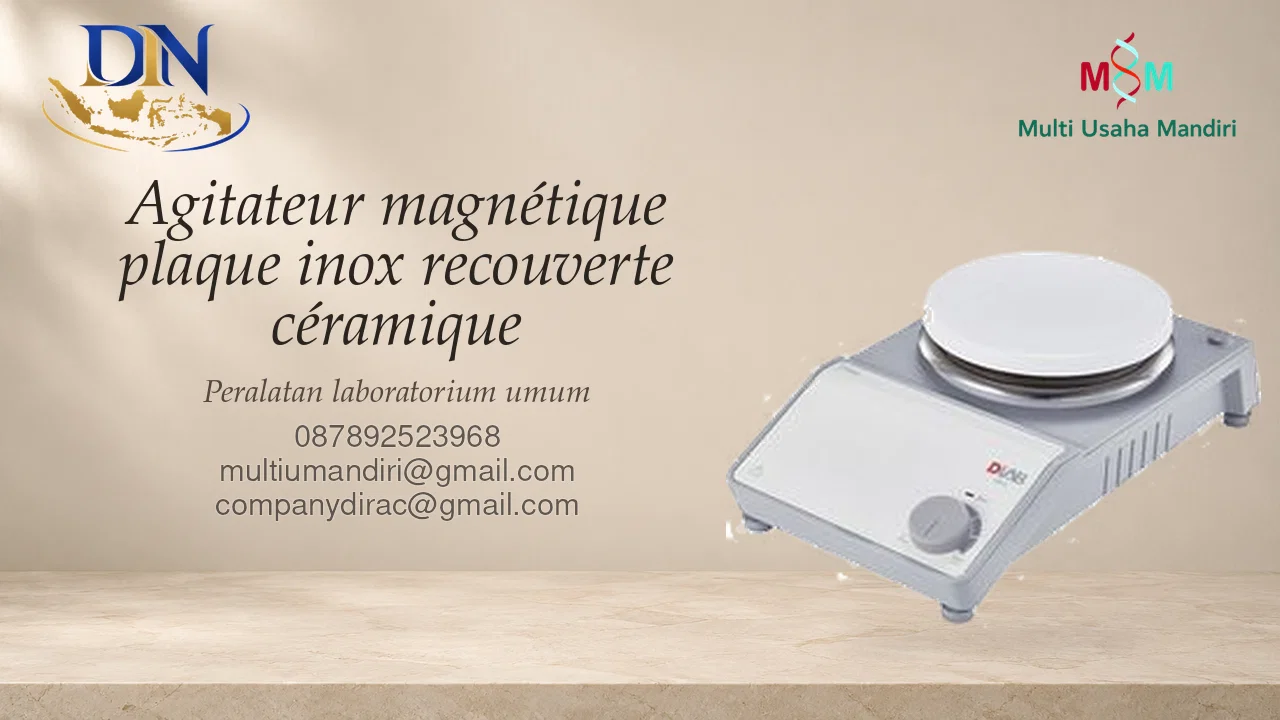 DIN
M M
Multi Usaha Mandiri
Agitateur magnétique
plaque inox recouverte
céramique
Peralatan laboratorium umum
087892523968
multiumandiri@gmail.com
companydirac@gmail.com
DLAB